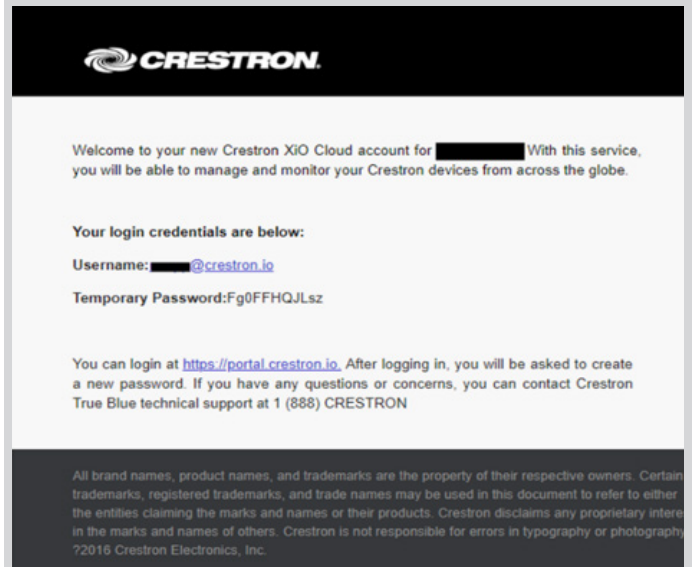 CRESTRON.
Welcome to your new Crestron XiO Cloud account for With this service,
you will be able to manage and monitor your Crestron devices from across the globe.
Your login credentials are below:
Username: @crestron.io
Temporary Password:Fg0FFHQJLsz
You can login at https://portal.crestron.io. After logging in, you will be asked to create
a new password. If you have any questions or concerns, you can contact Crestron
True Blue technical support at 1 (888) CRESTRON
All brand names, product names, and trademarks are the property of their respective owners. Certain
trademarks, registered trademarks, and trade names may be used in this document to refer to either
the entities claiming the marks and names or their products. Crestron disclaims any proprietary intere
in the marks and names of others. Crestron is not responsible for errors in typography or photography
?2016 Crestron Electronics, Inc.